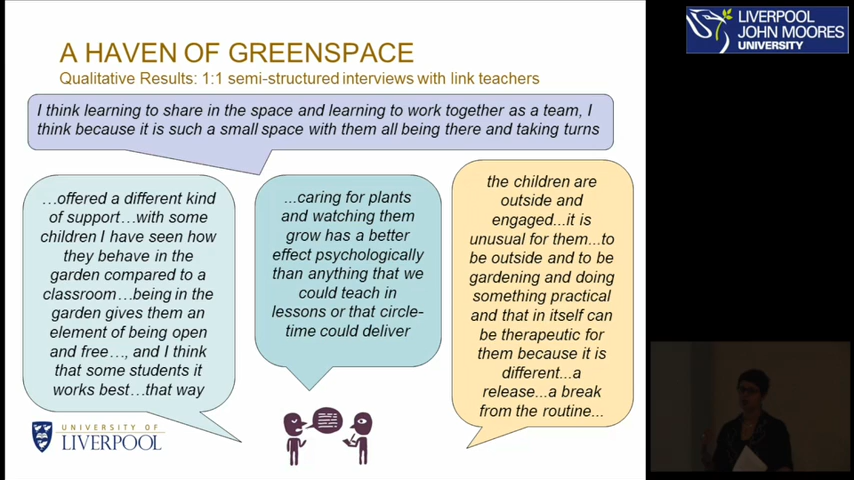 A HAVEN OF GREENSPACE
Qualitative Results: 1:1 semi-structured interviews with link teachers
I think learning to share in the space and learning to work together as a team, I
think because it is such a small space with them all being there and taking turns
…offered a different kind
of support…with some
children I have seen how
they behave in the
garden compared to a
classroom…being in the
garden gives them an
element of being open
and free…, and I think
that some students it
works best…that way
...caring for plants
and watching them
grow has a better
effect psychologically
than anything that we
could teach in
lessons or that circle-
time could deliver
the children are
outside and
engaged...it is
unusual for them...to
be outside and to be
gardening and doing
something practical
and that in itself can
be therapeutic for
them because it is
different...a
release...a break
from the routine...
UNIVERSITY OF
LIVERPOOL
LIVERPOOL
JOHN MOORES
UNIVERSITY